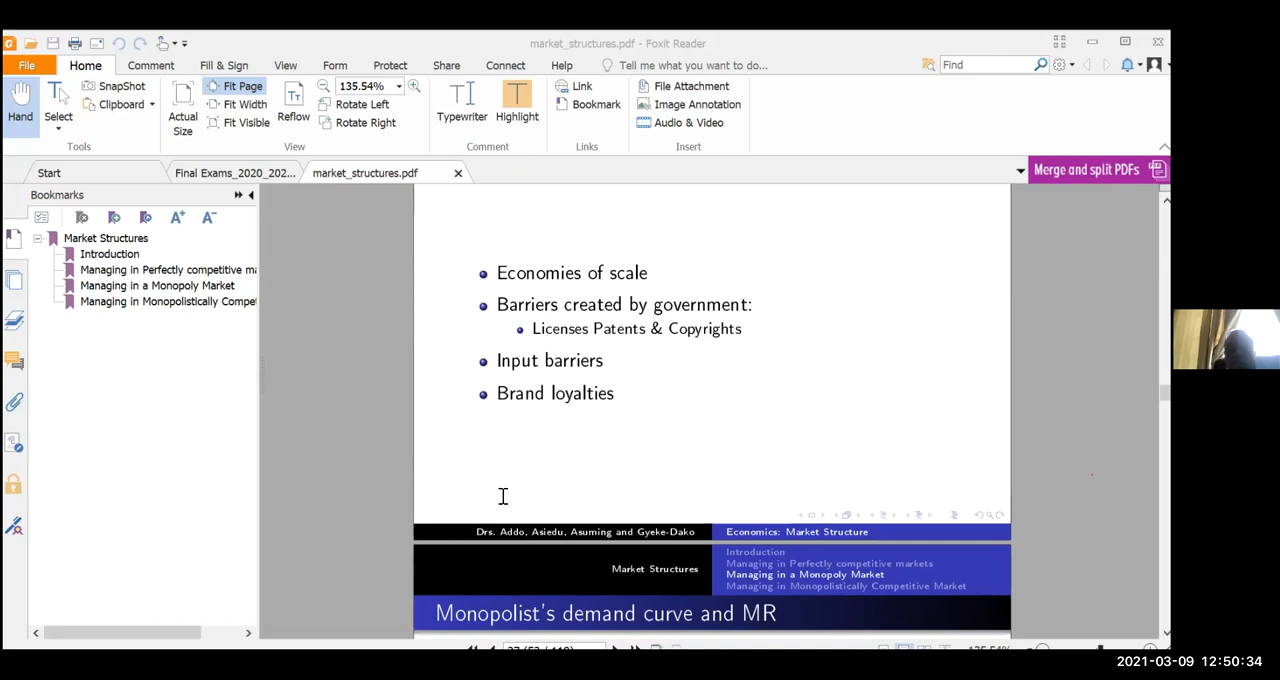 market_structures.pdf - Foxit Reader
File Home Comment Fill & Sign View Form Protect Share Connect Help Tell me what you want to do... Find
SnapShot Fit Page 135.54% Link File Attachment
Clipboard Fit Width Rotate Left Bookmark Image Annotation
Hand Select Actual Size Fit Visible Reflow Rotate Right Typewriter Highlight Audio & Video
Tools View Comment Links Insert
Start Final Exams_2020_202... market_structures.pdf Merge and split PDFs
Bookmarks
A+ A-
Market Structures
Introduction
Managing in Perfectly competitive ma
Managing in a Monopoly Market
Managing in Monopolistically Compe
Economies of scale
Barriers created by government:
Licenses Patents & Copyrights
Input barriers
Brand loyalties
Drs. Addo, Asiedu, Asuming and Gyeke-Dako Economics: Market Structure
Market Structures
Introduction
Managing in Perfectly competitive markets
Managing in a Monopoly Market
Managing in Monopolistically Competitive Market
Monopolist's demand curve and MR
2021-03-09 12:50:34